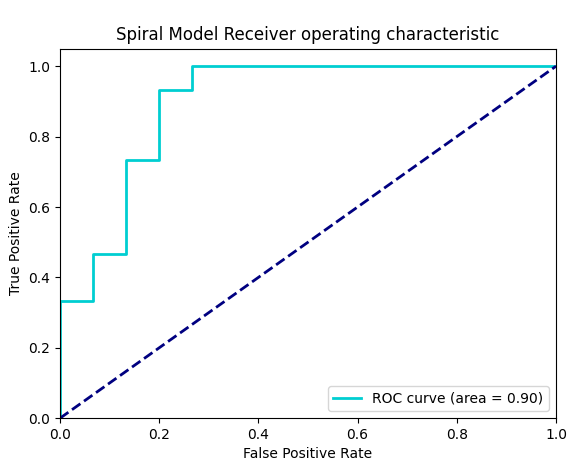 Spiral Model Receiver operating characteristic
1.0
0.8
0.6
0.4
0.2
0.0
True Positive Rate
ROC curve (area = 0.90)
0.0 0.2 0.4 0.6 0.8 1.0
False Positive Rate